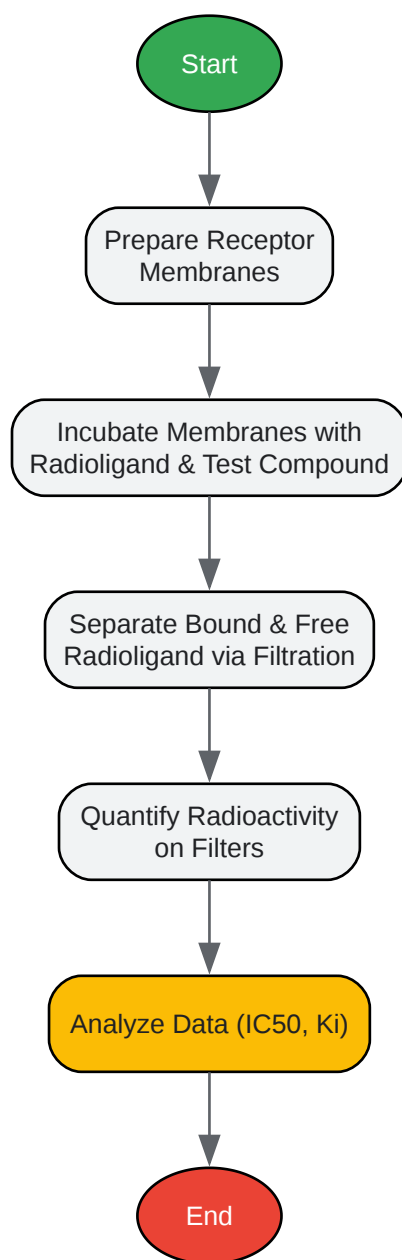 Start
Prepare Receptor
Membranes
Incubate Membranes with
Radioligand & Test Compound
Separate Bound & Free
Radioligand via Filtration
Quantify Radioactivity
on Filters
Analyze Data (IC50, Ki)
End